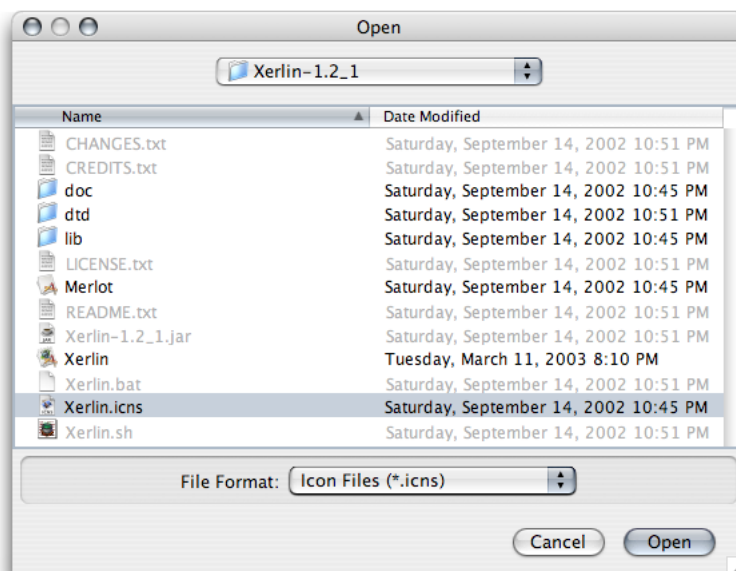 Open
Xerlin-1.2_1
Name Date Modified
CHANGES.txt Saturday, September 14, 2002 10:51 PM
CREDITS.txt Saturday, September 14, 2002 10:51 PM
doc Saturday, September 14, 2002 10:45 PM
dtd Saturday, September 14, 2002 10:51 PM
lib Saturday, September 14, 2002 10:45 PM
LICENSE.txt Saturday, September 14, 2002 10:51 PM
Merlot Saturday, September 14, 2002 10:45 PM
README.txt Saturday, September 14, 2002 10:51 PM
Xerlin-1.2_1.jar Saturday, September 14, 2002 10:51 PM
Xerlin Tuesday, March 11, 2003 8:10 PM
Xerlin.bat Saturday, September 14, 2002 10:51 PM
Xerlin.icns Saturday, September 14, 2002 10:45 PM
Xerlin.sh Saturday, September 14, 2002 10:51 PM
File Format: Icon Files (*.icns)
Cancel Open